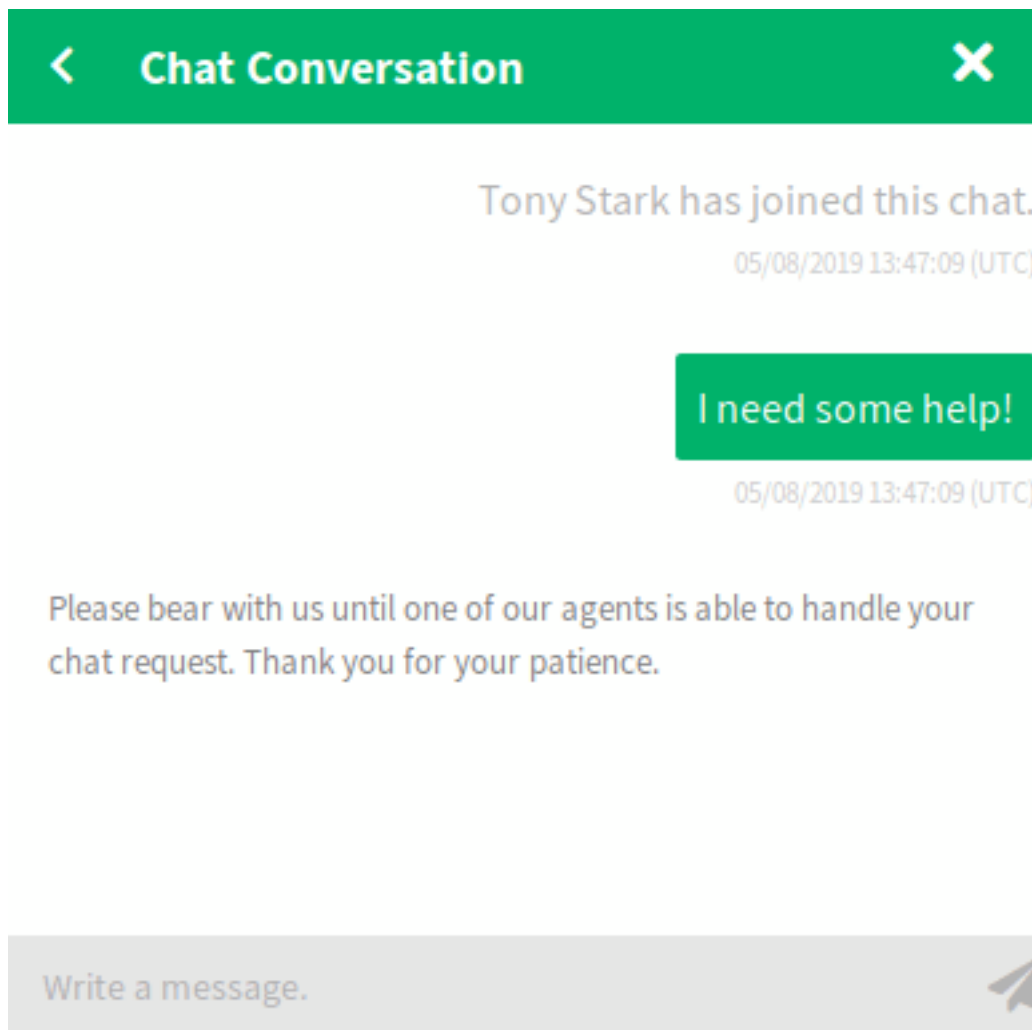 Chat Conversation
Tony Stark has joined this chat.
05/08/2019 13:47:09 (UTC)
I need some help!
05/08/2019 13:47:09 (UTC)
Please bear with us until one of our agents is able to handle your
chat request. Thank you for your patience.
Write a message.